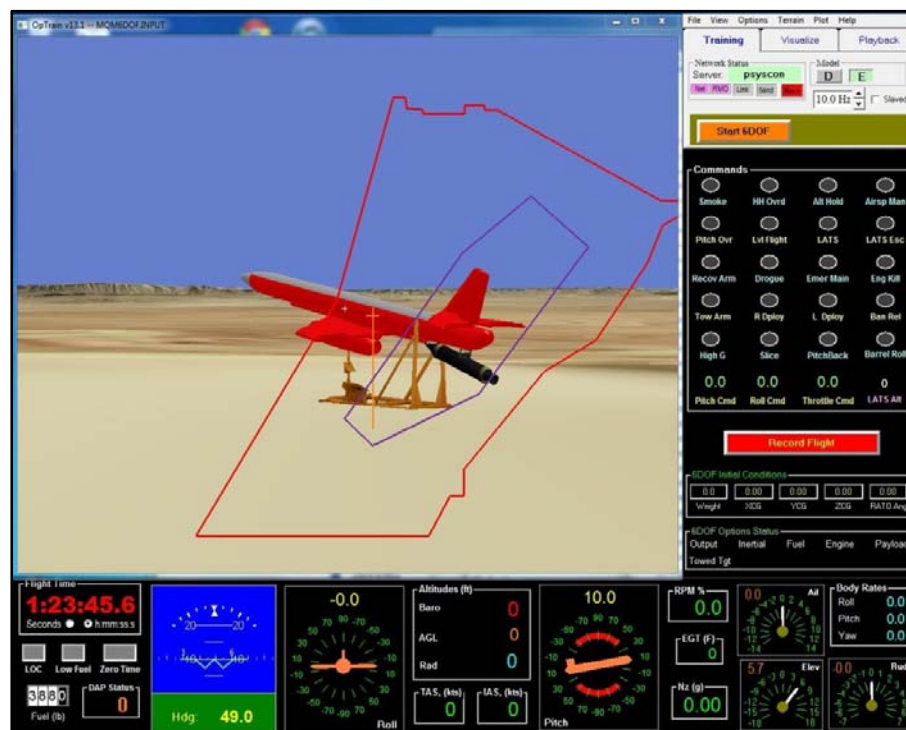 OpTrain v13.1 -- MQM6DOF.INPUT
File View Options Terrain Plot Help
Training Visualize Playback
Network Status
Server: psyscon
Net RMO Link Send
Model
D E
10.0 Hz Slaved
Start 6DOF
Commands
Smoke HH Ovrd Alt Hold Airsp Man
Pitch Ovr Lvl Flight LATS LATS Esc
Recov Arm Drogue Emer Main Eng Kill
Tow Arm R Dploy L Dploy Ban Rel
High G Slice PitchBack Barrel Roll
0.0 0.0 0.0 0
Pitch Cmd Roll Cmd Throttle Cmd LATS Alt
Record Flight
6DOF Initial Conditions
0.0 0.00 0.00 0.00 0.00
Weight XCG YCG ZCG RATO Ang
6DOF Options Status
Output Inertial Fuel Engine Payload
Towed Tgt
Flight Time
1:23:45.6
Seconds h:mm:ss.s
LOC Low Fuel Zero Time
3880
Fuel (lb)
DAP Status
0
20 20
10 10
Hdg: 49.0
-0.0
Roll
Altitudes (ft)
Baro 0
AGL 0
Rad 0
TAS, (kts) IAS, (kts)
0 0
10.0
Pitch
RPM %
0.0
EGT (F)
0
Nz (g)
0.00
0.0 Ail
5.7 Elev
-0.0 Rud
Body Rates
Roll 0.0
Pitch 0.0
Yaw 0.0